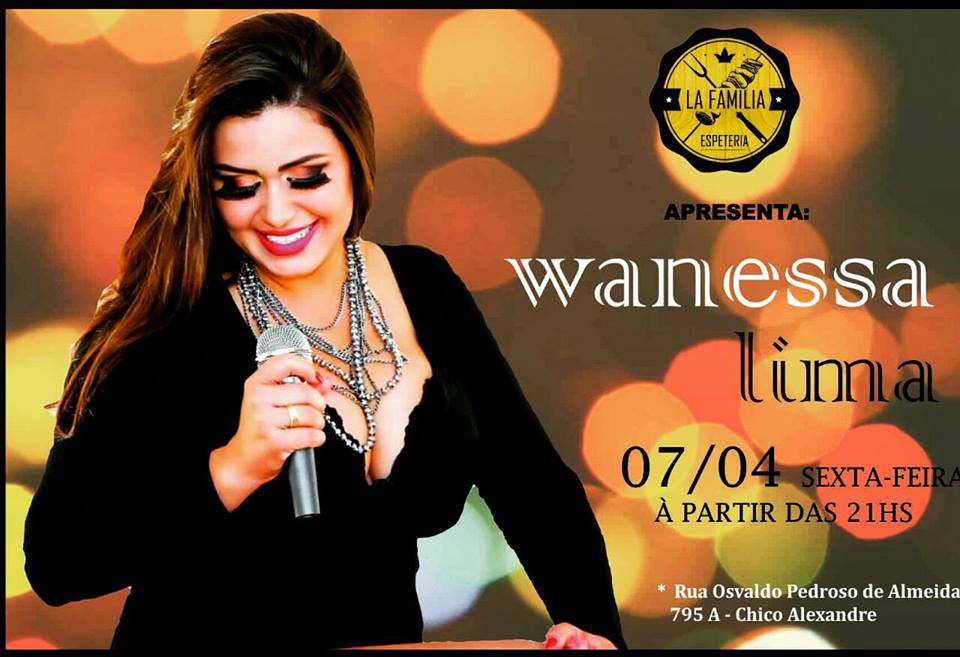 LA FAMILIA
ESPETERIA
APRESENTA:
wanessa
lima
07/04 SEXTA-FEIRA
À PARTIR DAS 21HS
* Rua Osvaldo Pedroso de Almeida
795 A - Chico Alexandre